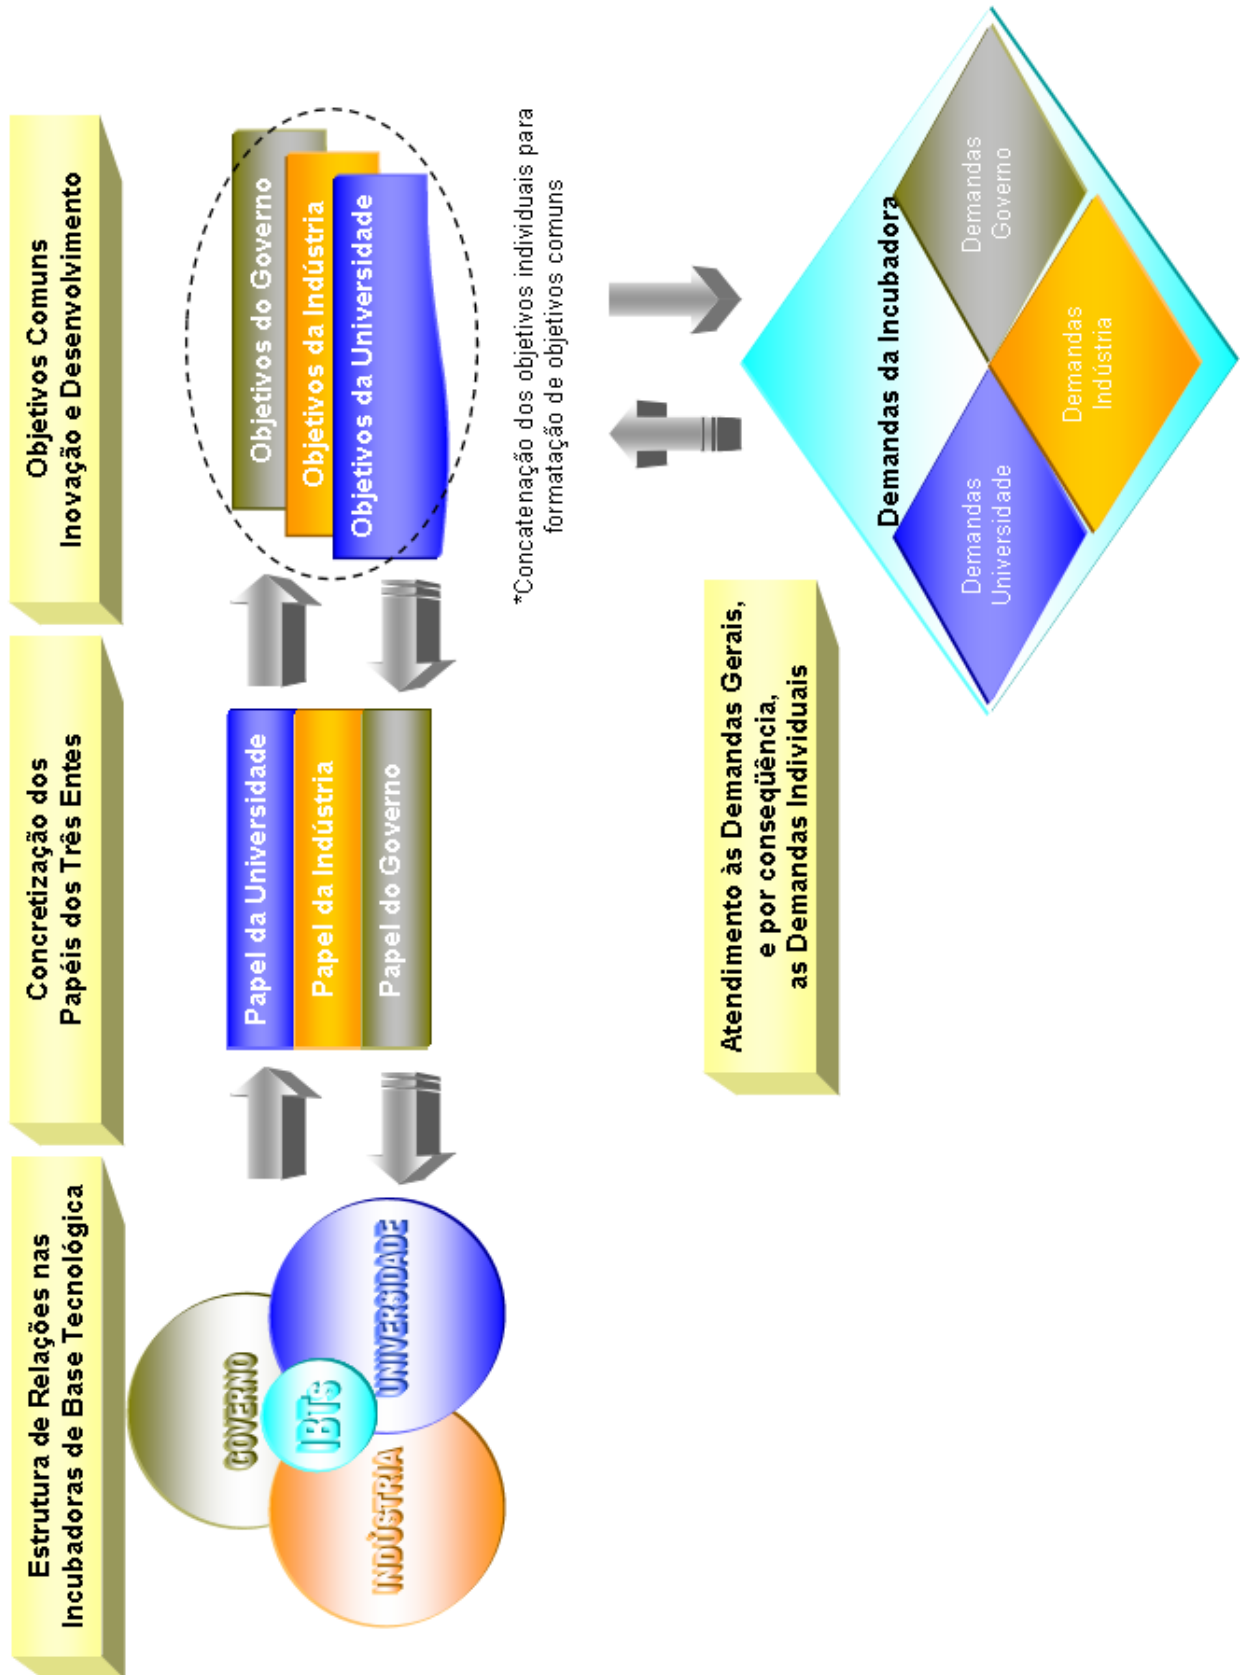 Estrutura de Relações nas
Incubadoras de Base Tecnológica
Concretização dos
Papéis dos Três Entes
Objetivos Comuns
Inovação e Desenvolvimento
GOVERNO
IBTs
INDÚSTRIA
UNIVERSIDADE
Papel da Universidade
Papel da Indústria
Papel do Governo
Objetivos do Governo
Objetivos da Indústria
Objetivos da Universidade
*Concatenação dos objetivos individuais para
formatação de objetivos comuns
Atendimento às Demandas Gerais,
e por conseqüência,
as Demandas Individuais
Demandas da Incubadora
Demandas
Universidade
Demandas
Governo
Demandas
Indústria